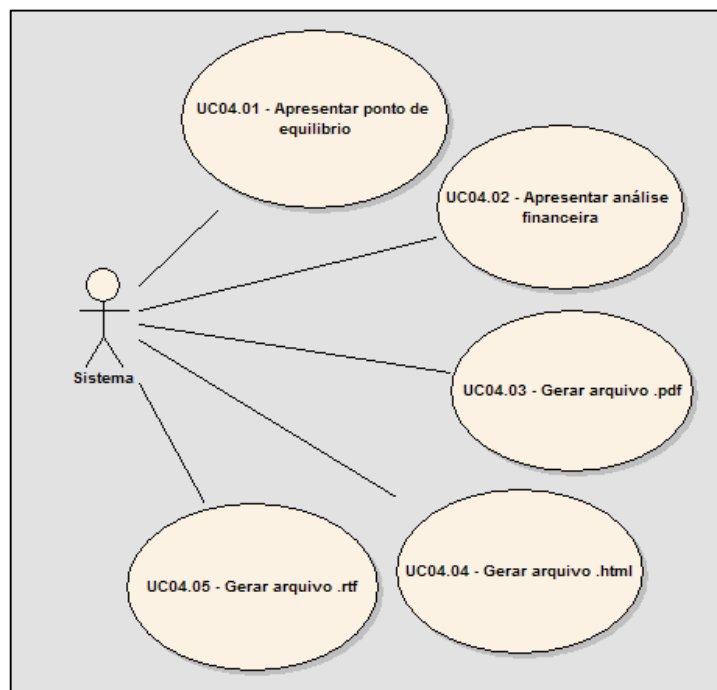 UC04.01 - Apresentar ponto de
equilibrio
UC04.02 - Apresentar análise
financeira
Sistema
UC04.03 - Gerar arquivo .pdf
UC04.04 - Gerar arquivo .html
UC04.05 - Gerar arquivo .rtf